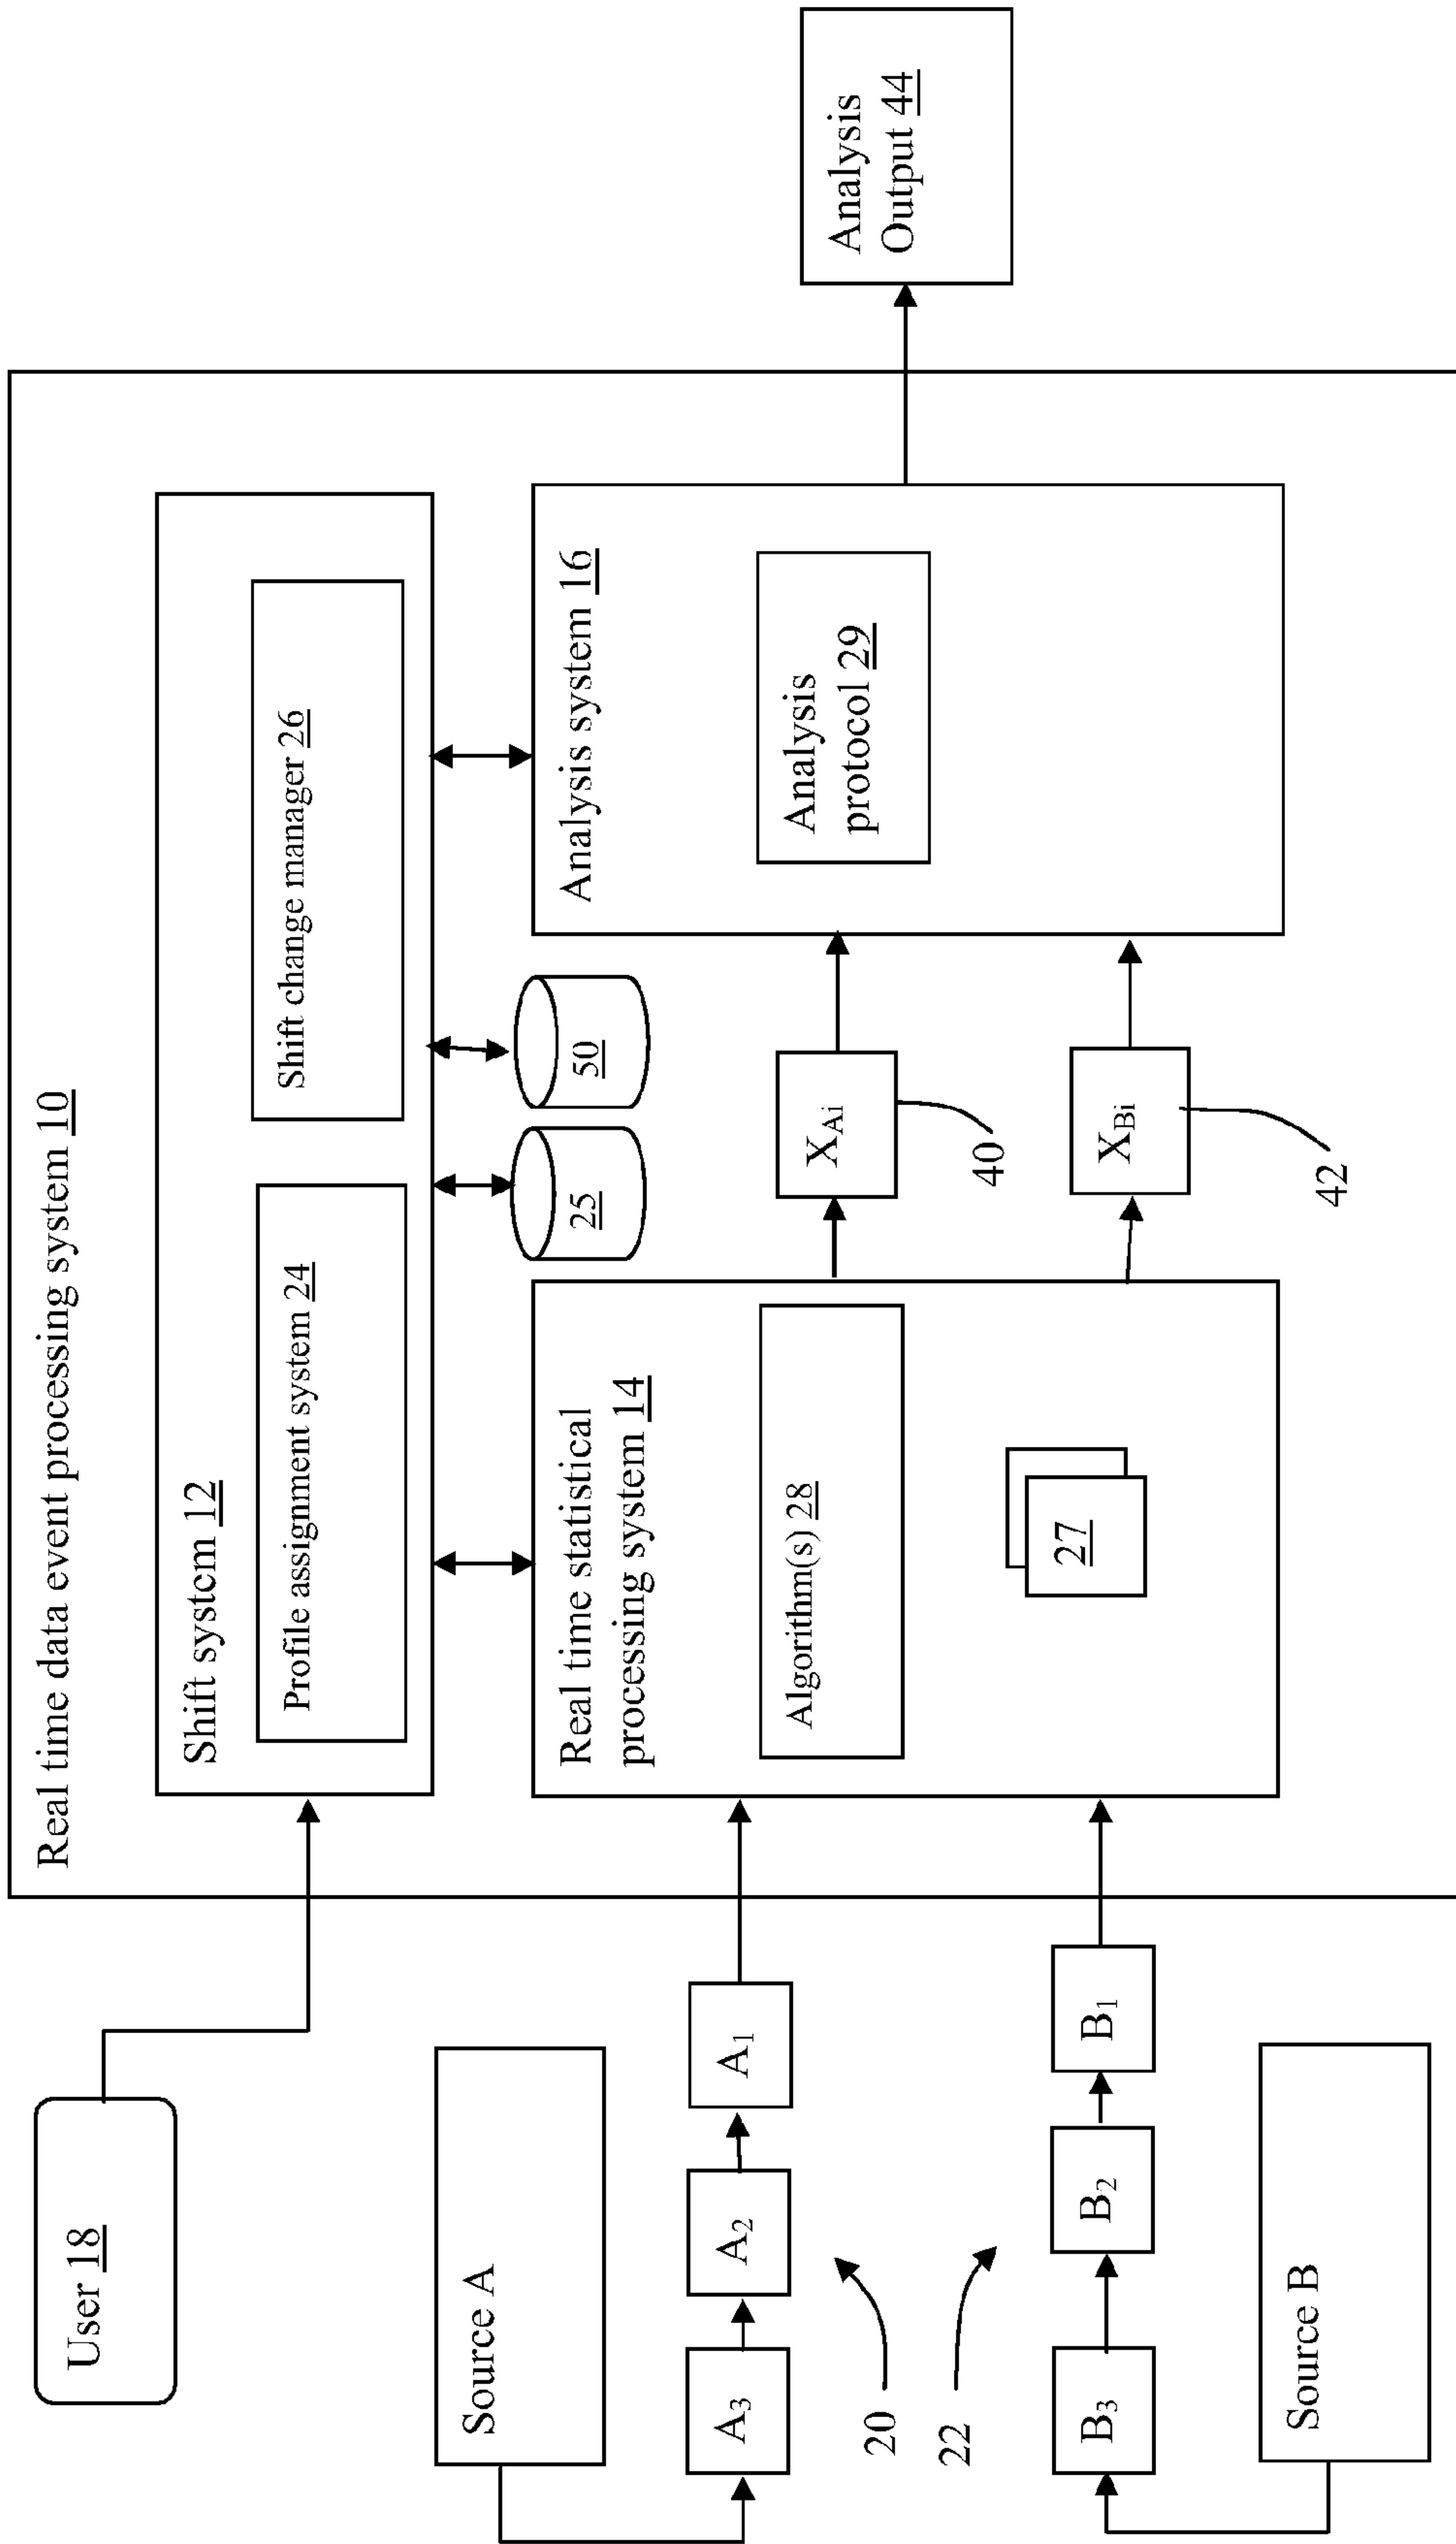 Real time data event processing system 10
User 18
Shift system 12
Profile assignment system 24
Shift change manager 26
25
50
Source A
A3
A2
A1
20
22
B3
B2
B1
Source B
Real time statistical
processing system 14
Algorithm(s) 28
27
XAi
40
XBi
42
Analysis system 16
Analysis
protocol 29
Analysis
Output 44